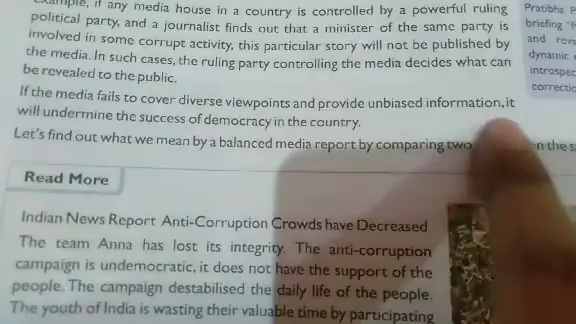 example, if any media house in a country is controlled by a powerful ruling
political party, and a journalist finds out that a minister of the same party is
involved in some corrupt activity, this particular story will not be published by
the media. In such cases, the ruling party controlling the media decides what can
be revealed to the public.
If the media fails to cover diverse viewpoints and provide unbiased information, it
will undermine the success of democracy in the country.
Let's find out what we mean by a balanced media report by comparing two on the s
Read More
Indian News Report Anti-Corruption Crowds have Decreased
The team Anna has lost its integrity. The anti-corruption
campaign is undemocratic, it does not have the support of the
people. The campaign destabilised the daily life of the people.
The youth of India is wasting their valuable time by participating
Pratibha P
briefing
and reve
dynamic
introspec
correctio